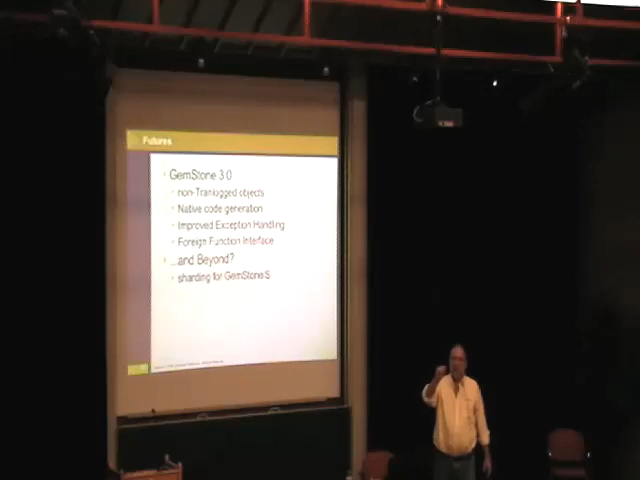 Futures
GemStone 3.0
non-Tranlogged objects
Native code generation
Improved Exception Handling
Foreign Function Interface
...and Beyond?
sharding for GemStone/S